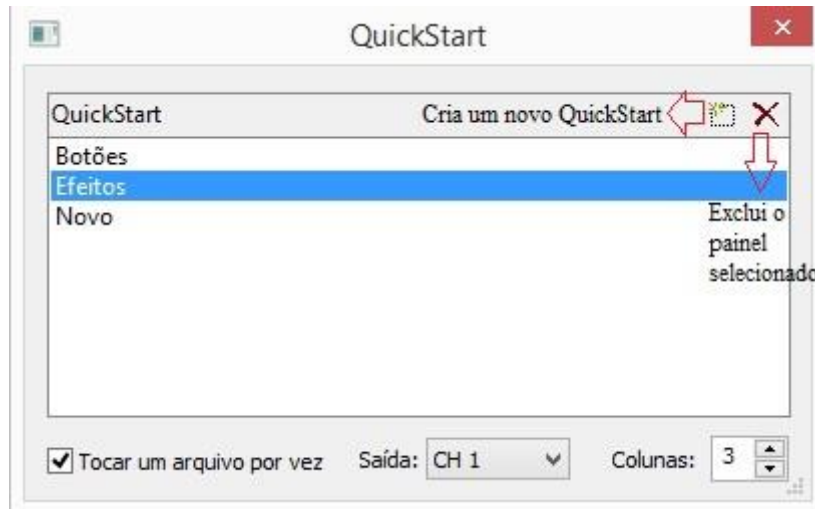 QuickStart
QuickStart Cria um novo QuickStart
Botões
Efeitos
Novo
Exclui o
painel
selecionado
Tocar um arquivo por vez Saída: CH 1 Colunas: 3